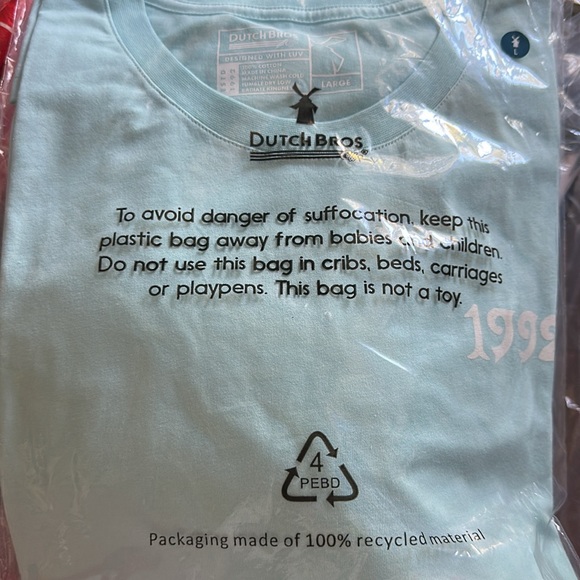 DUTCH BROS
DESIGNED WITH LUV
LARGE
L
DUTCH BROS.
To avoid danger of suffocation, keep this
plastic bag away from babies and children.
Do not use this bag in cribs, beds, carriages
or playpens. This bag is not a toy.
1992
4
PEBD
Packaging made of 100% recycled material